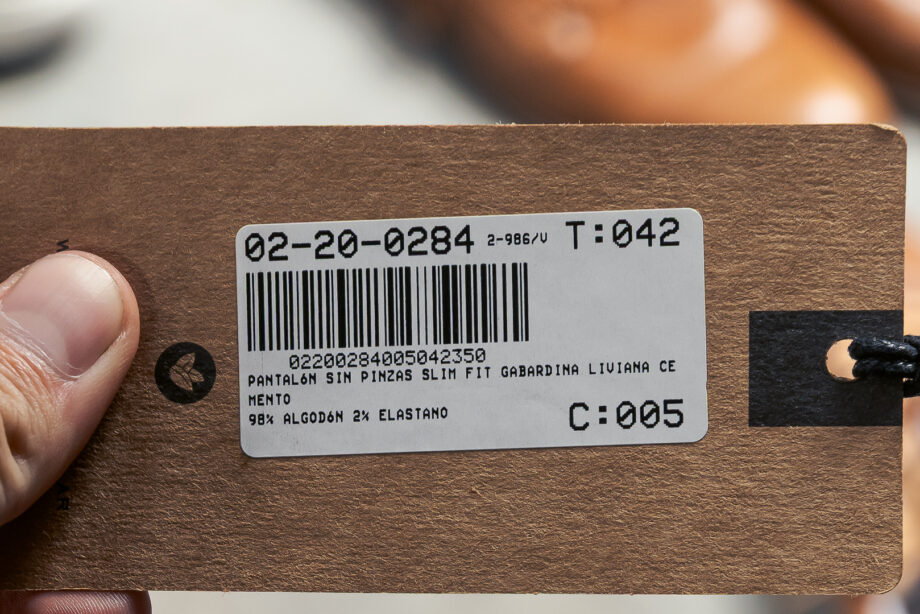 02-20-0284 2-986/V T:042
02200284005042350
PANTALóN SIN PINZAS SLIM FIT GABARDINA LIVIANA CE
MENTO
98% ALGODóN 2% ELASTANO
C:005